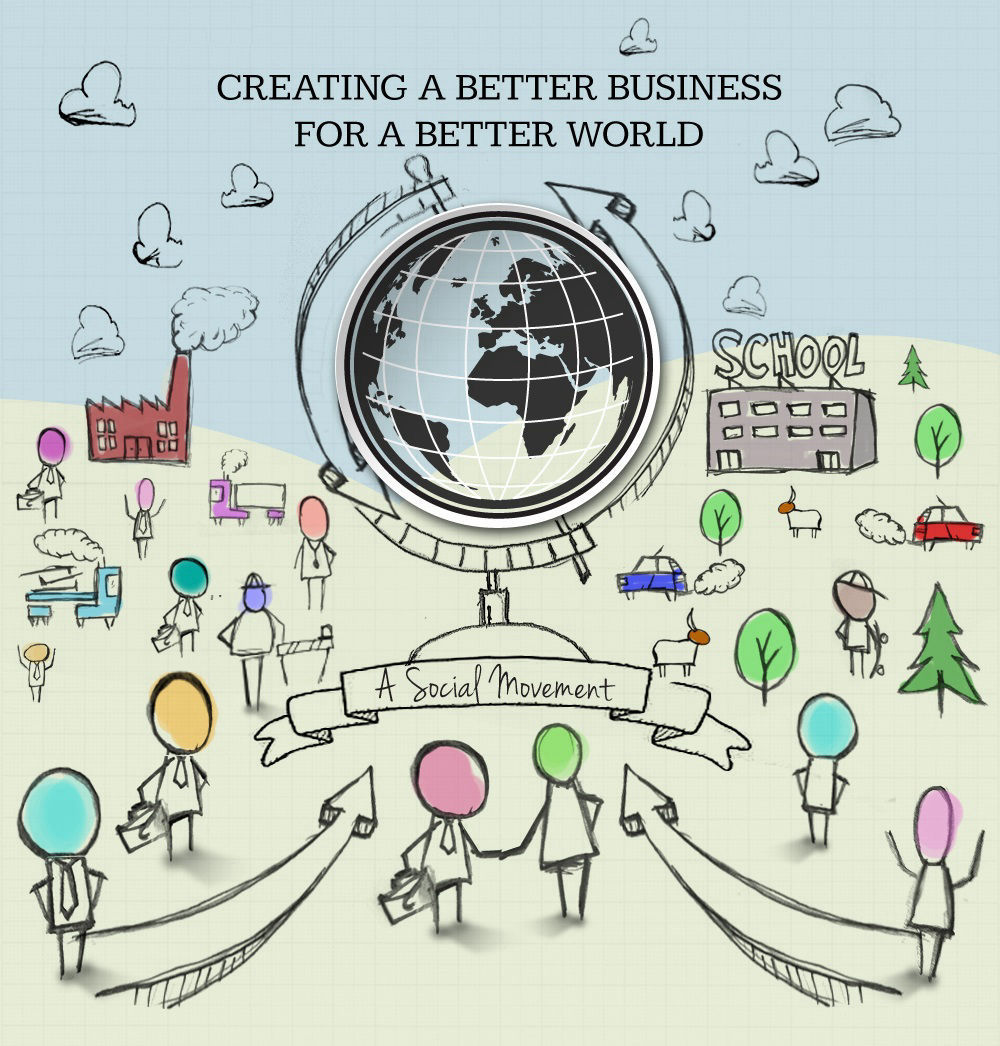 CREATING A BETTER BUSINESS
FOR A BETTER WORLD
SCHOOL
A Social Movement